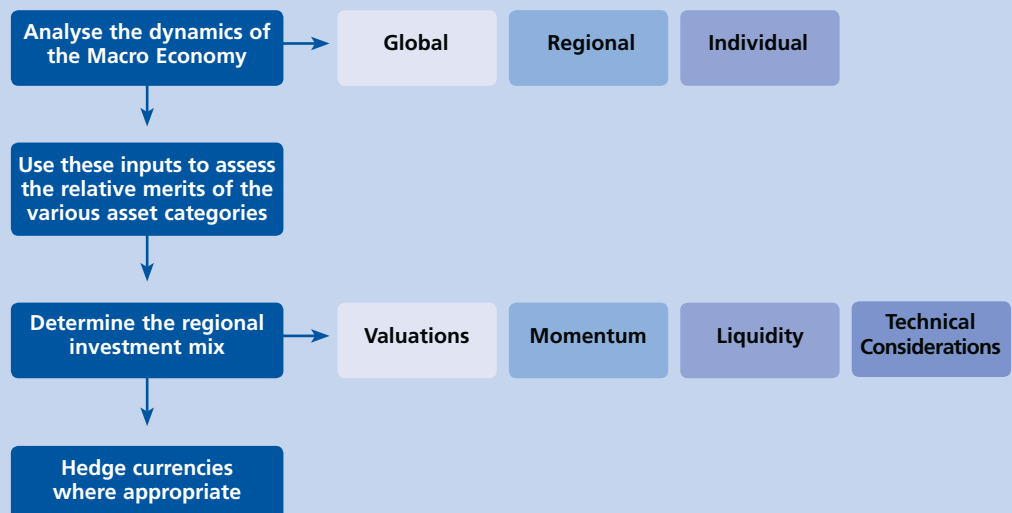 Analyse the dynamics of
the Macro Economy
Global
Regional
Individual
Use these inputs to assess
the relative merits of the
various asset categories
Determine the regional
investment mix
Valuations
Momentum
Liquidity
Technical
Considerations
Hedge currencies
where appropriate